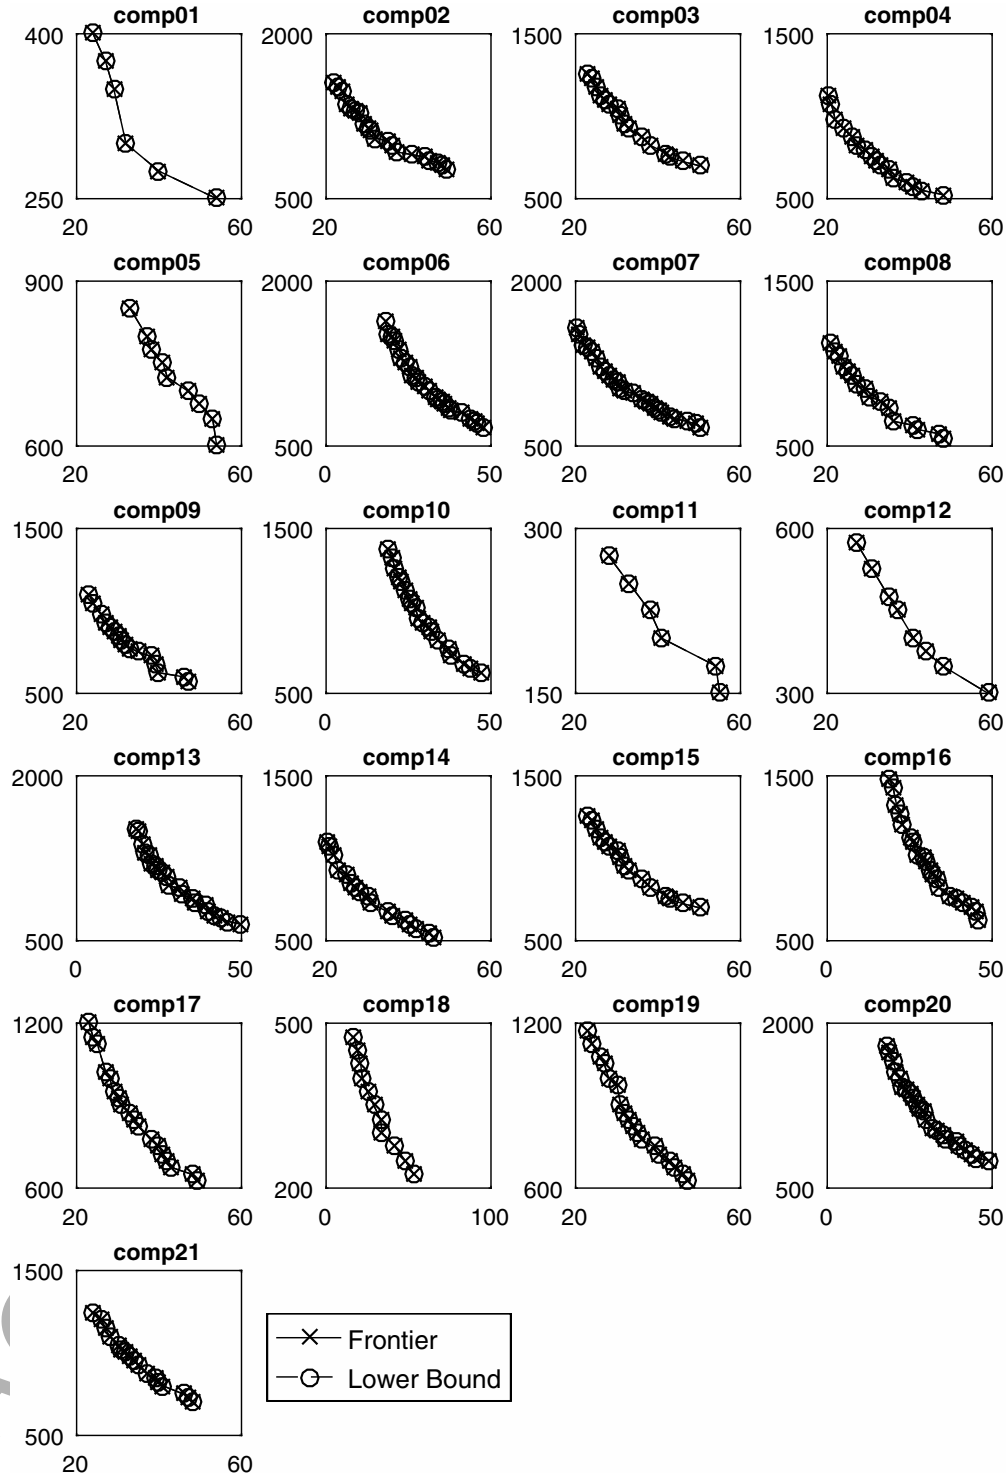 comp01 comp02 comp03 comp04
400 2000 1500 1500
250 500 500 500
20 60 20 60 20 60 20 60
comp05 comp06 comp07 comp08
900 2000 2000 1500
600 500 500 500
20 60 0 50 20 60 20 60
comp09 comp10 comp11 comp12
1500 1500 300 600
500 500 150 300
20 60 0 50 20 60 20 60
comp13 comp14 comp15 comp16
2000 1500 1500 1500
500 500 500 500
0 50 20 60 20 60 0 50
comp17 comp18 comp19 comp20
1200 500 1200 2000
600 200 600 500
20 60 0 100 20 60 0 50
comp21
1500
500
20 60
Frontier
Lower Bound